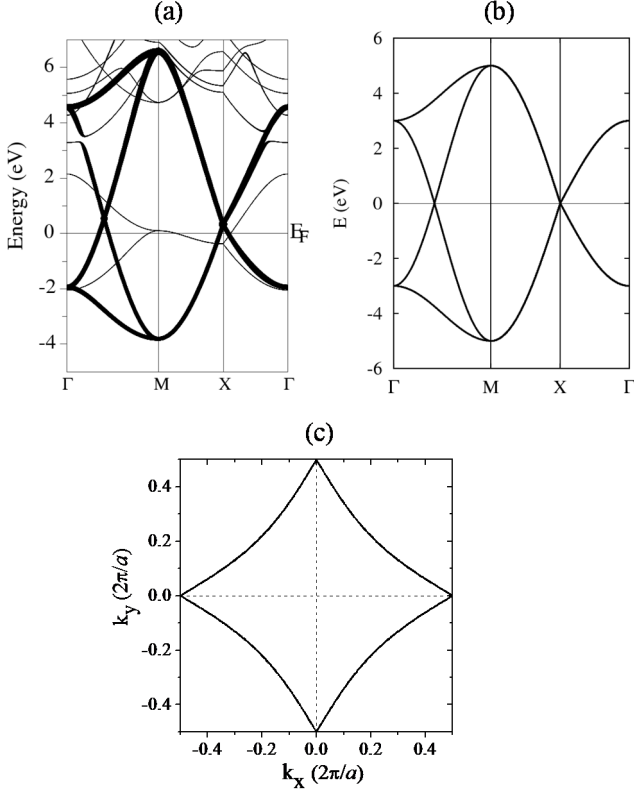 (a)
(b)
Energy (eV)
6
4
2
0
-2
-4
Γ
M
X
Γ
E_F
E (eV)
6
4
2
0
-2
-4
-6
Γ
M
X
Γ
(c)
k_y (2π/a)
0.4
0.2
0.0
-0.2
-0.4
-0.4
-0.2
0.0
0.2
0.4
k_x (2π/a)